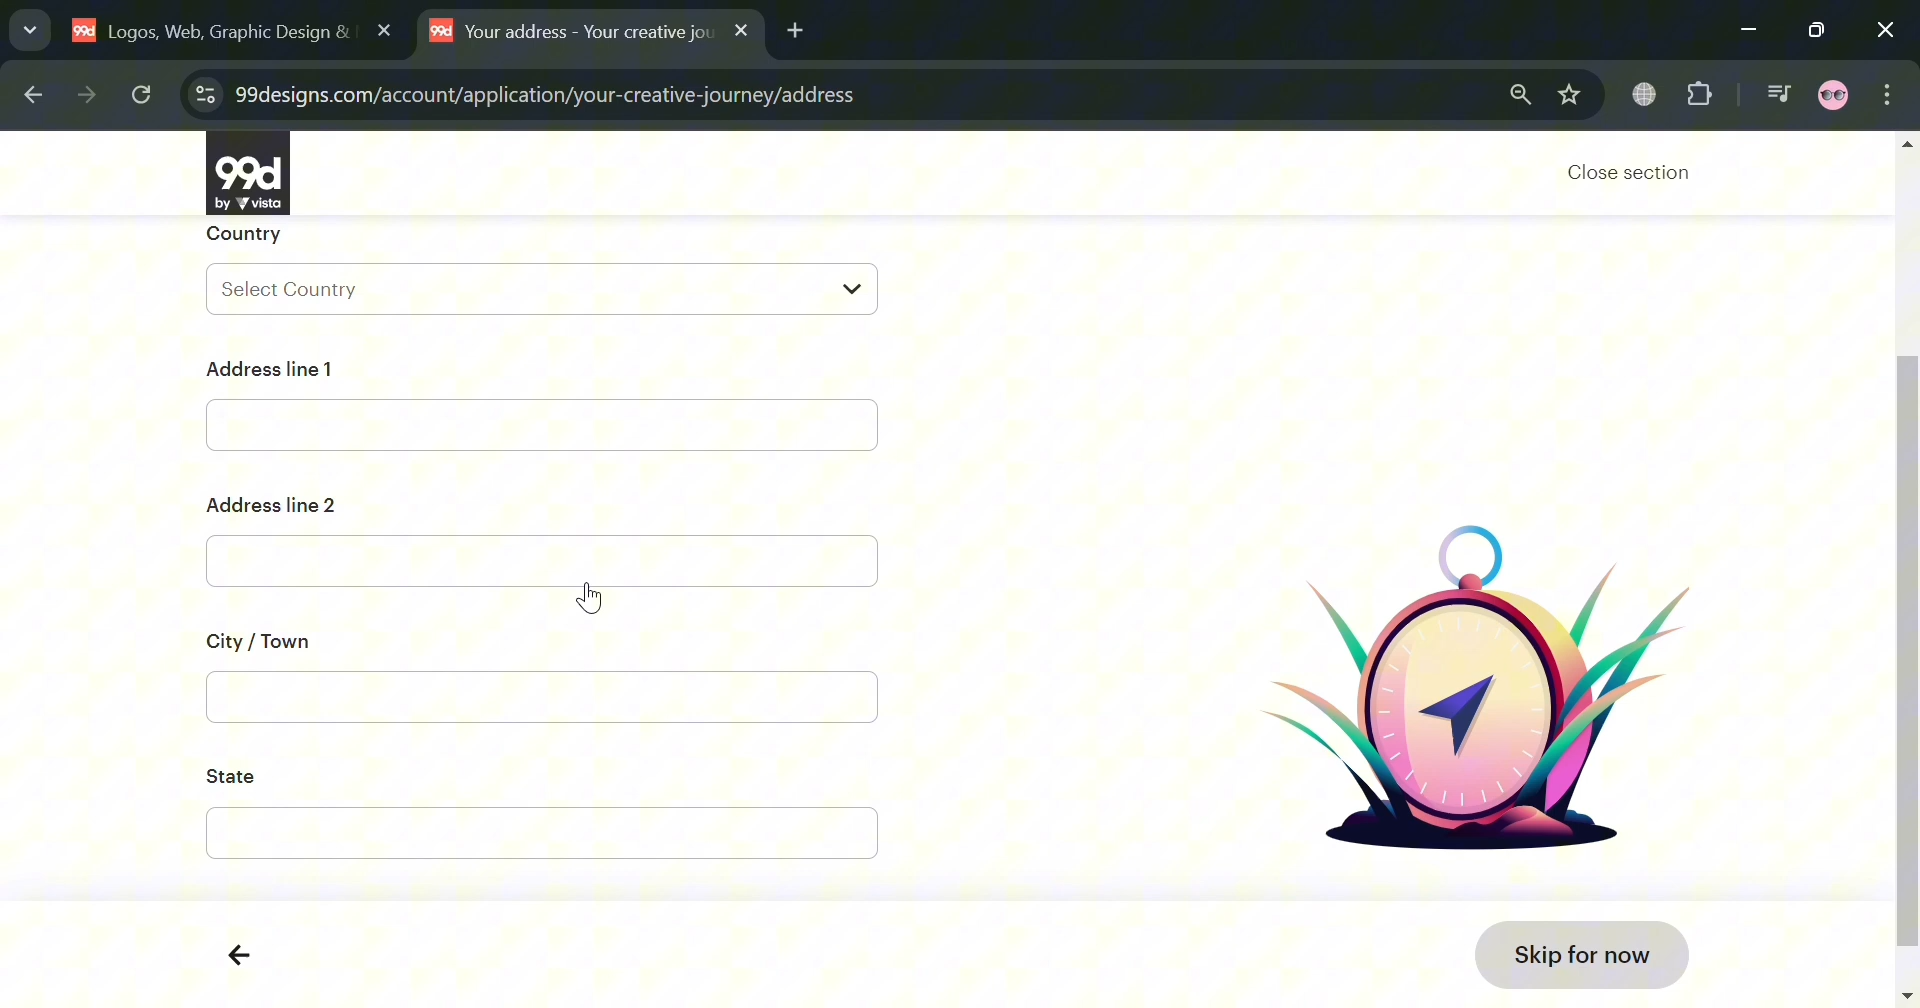 Logos, Web, Graphic Design &
Your address - Your creative jou
99designs.com/account/application/your-creative-journey/address
99d
by vista
Close section
Country
Select Country
Address line 1
Address line 2
City / Town
State
Skip for now